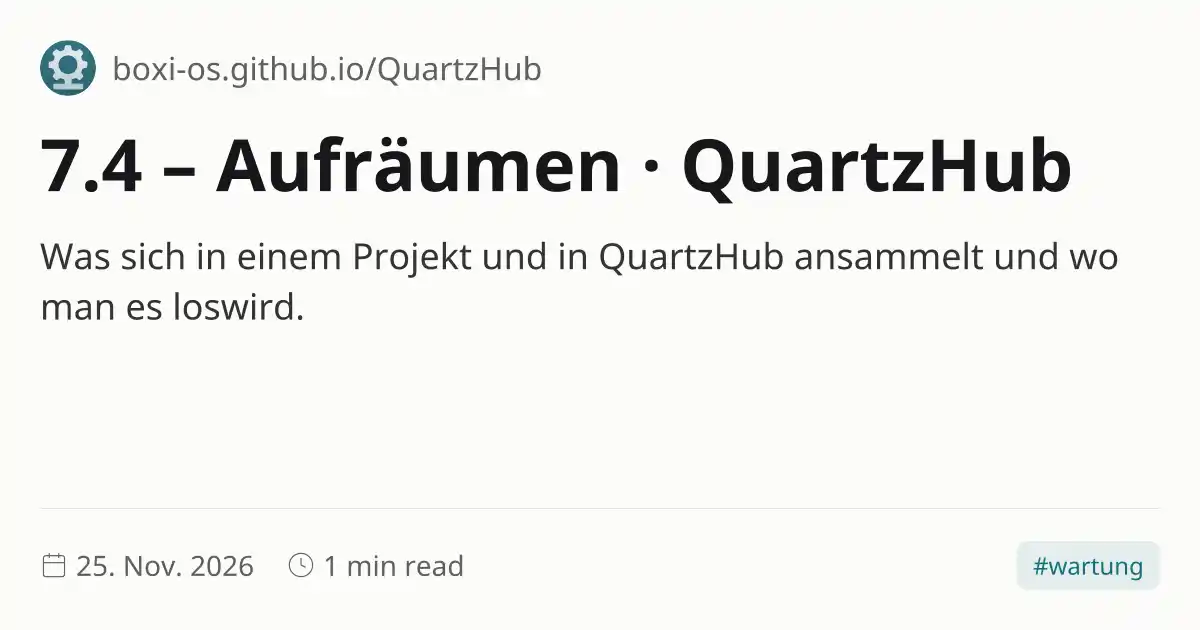 boxi-os.github.io/QuartzHub
7.4 – Aufräumen · QuartzHub
Was sich in einem Projekt und in QuartzHub ansammelt und wo
man es loswird.
25. Nov. 2026 1 min read
#wartung